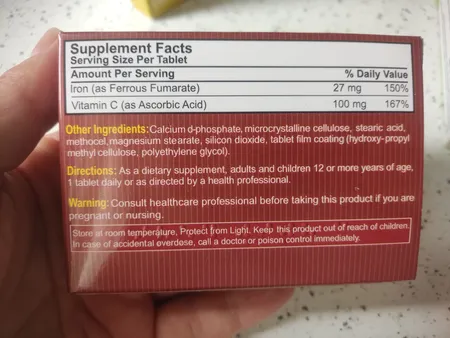 Supplement Facts
Serving Size Per Tablet
Amount Per Serving % Daily Value
Iron (as Ferrous Fumarate) 27 mg 150%
Vitamin C (as Ascorbic Acid) 100 mg 167%
Other Ingredients: Calcium d-phosphate, microcrystalline cellulose, stearic acid,
methocel, magnesium stearate, silicon dioxide, tablet film coating (hydroxy-propyl
methyl cellulose, polyethylene glycol).
Directions: As a dietary supplement, adults and children 12 or more years of age,
1 tablet daily or as directed by a health professional.
Warning: Consult healthcare professional before taking this product if you are
pregnant or nursing.
Store at room temperature, Protect from Light. Keep this product out of reach of children.
In case of accidental overdose, call a doctor or poison control immediately.